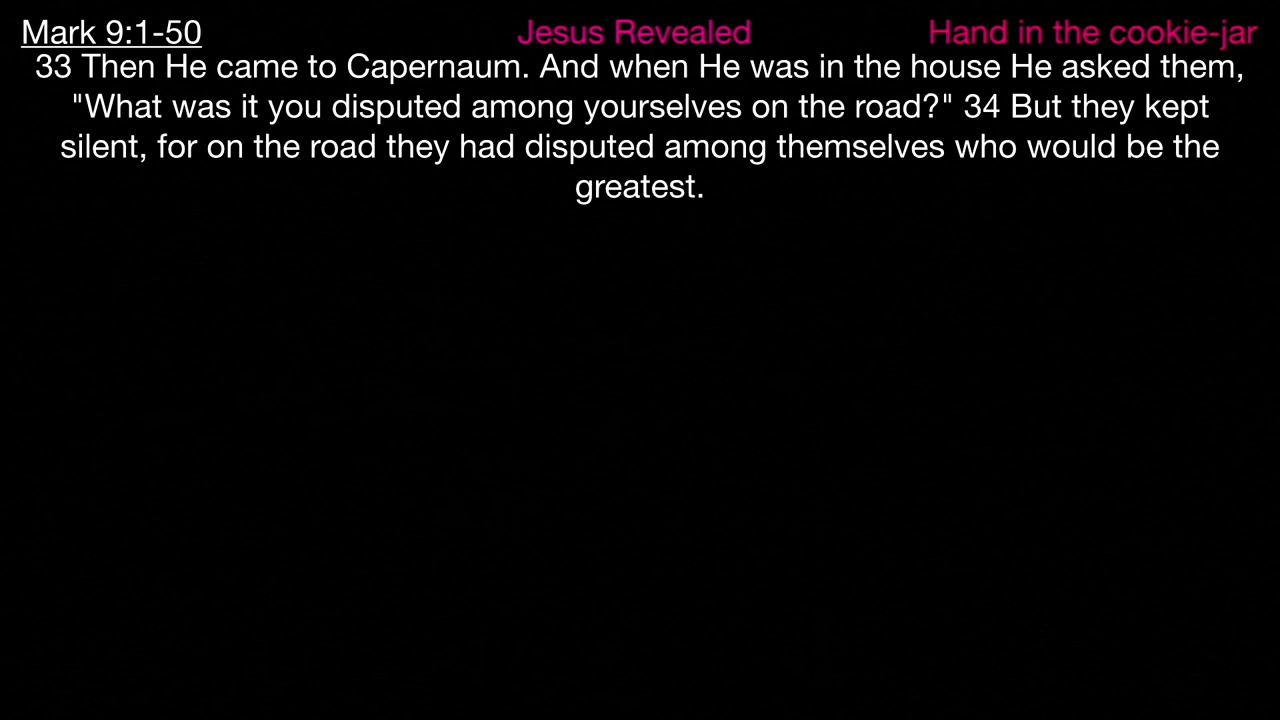 Mark 9:1-50 Jesus Revealed Hand in the cookie-jar
33 Then He came to Capernaum. And when He was in the house He asked them,
"What was it you disputed among yourselves on the road?" 34 But they kept
silent, for on the road they had disputed among themselves who would be the
greatest.